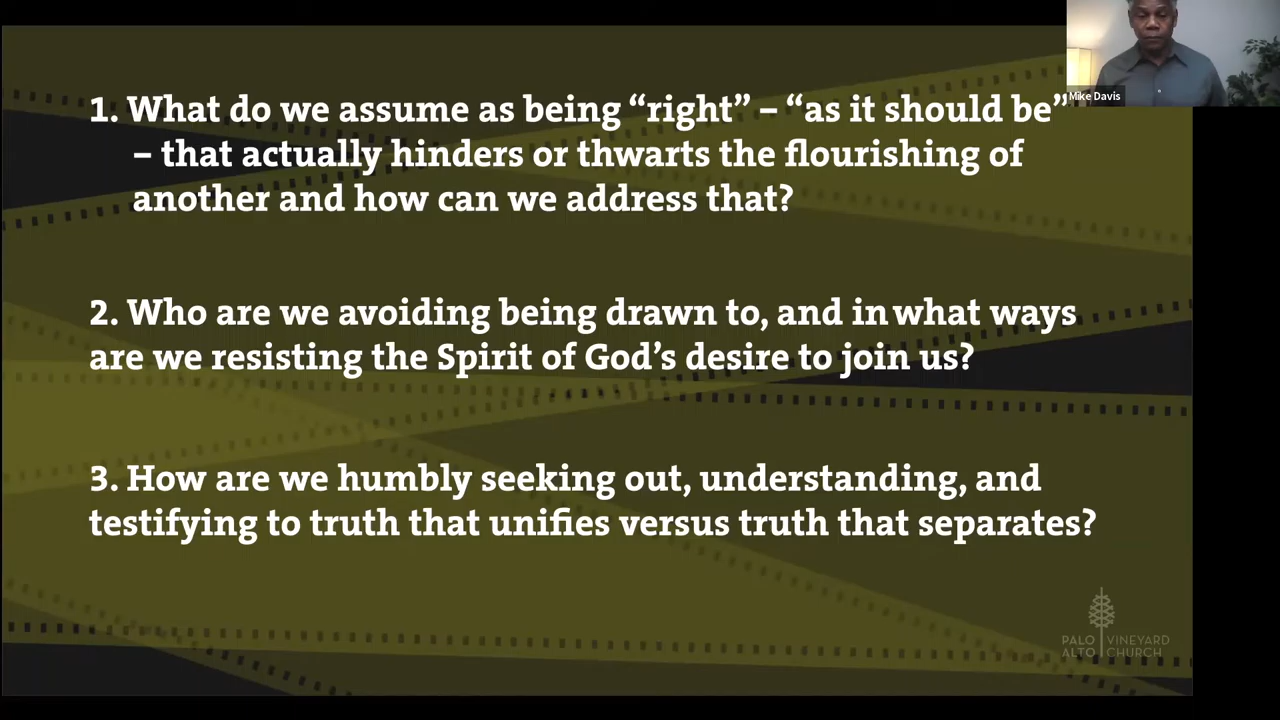 1. What do we assume as being “right” – “as it should be”
– that actually hinders or thwarts the flourishing of
another and how can we address that?
2. Who are we avoiding being drawn to, and in what ways
are we resisting the Spirit of God’s desire to join us?
3. How are we humbly seeking out, understanding, and
testifying to truth that unifies versus truth that separates?
Mike Davis
PALO ALTO
VINEYARD CHURCH